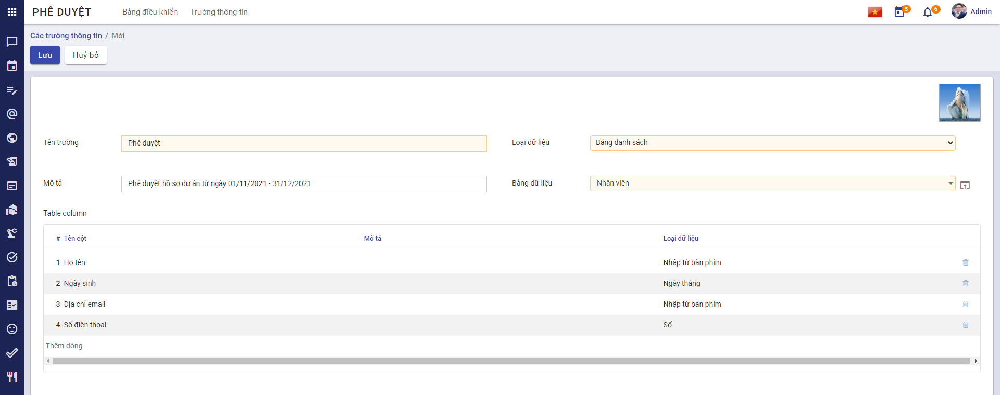 PHÊ DUYỆT Bảng điều khiển Trường thông tin 5 6 Admin
Các trường thông tin / Mới
Lưu Huỷ bỏ
Tên trường Phê duyệt Loại dữ liệu Bảng danh sách
Mô tả Phê duyệt hồ sơ dự án từ ngày 01/11/2021 - 31/12/2021 Bảng dữ liệu Nhân viên
Table column
# Tên cột Mô tả Loại dữ liệu
1 Họ tên Nhập từ bàn phím
2 Ngày sinh Ngày tháng
3 Địa chỉ email Nhập từ bàn phím
4 Số điện thoại Số
Thêm dòng